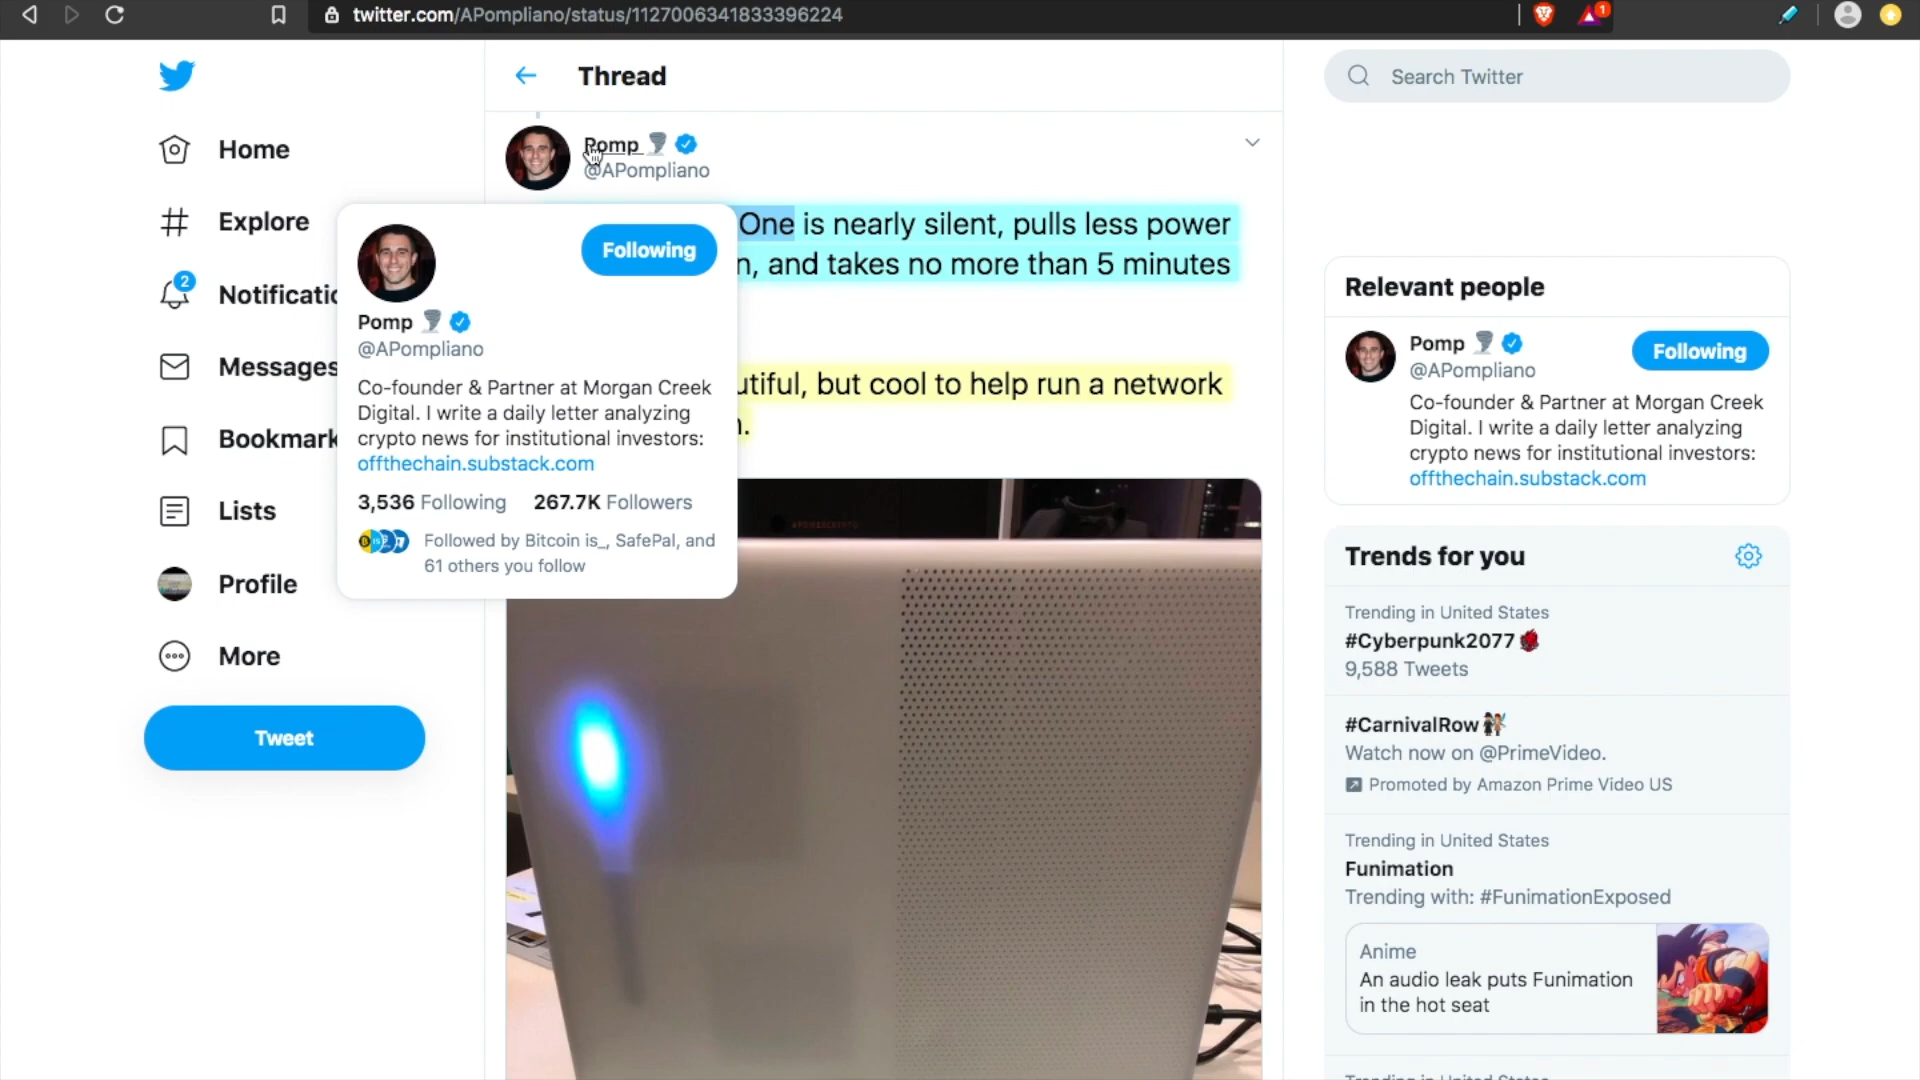 twitter.com/APompliano/status/1127006341833396224
1
Thread
Search Twitter
Home
Explore
2
Notificatic
Messages
Bookmark
Lists
Profile
More
Tweet
Pomp
@APompliano
One is nearly silent, pulls less power
n, and takes no more than 5 minutes
utiful, but cool to help run a network
Following
Pomp
@APompliano
Co-founder & Partner at Morgan Creek
Digital. I write a daily letter analyzing
crypto news for institutional investors:
offthechain.substack.com
3,536 Following 267.7K Followers
Followed by Bitcoin is_, SafePal, and
61 others you follow
Relevant people
Pomp
Following
@APompliano
Co-founder & Partner at Morgan Creek
Digital. I write a daily letter analyzing
crypto news for institutional investors:
offthechain.substack.com
Trends for you
Trending in United States
#Cyberpunk2077
9,588 Tweets
#CarnivalRow
Watch now on @PrimeVideo.
Promoted by Amazon Prime Video US
Trending in United States
Funimation
Trending with: #FunimationExposed
Anime
An audio leak puts Funimation
in the hot seat